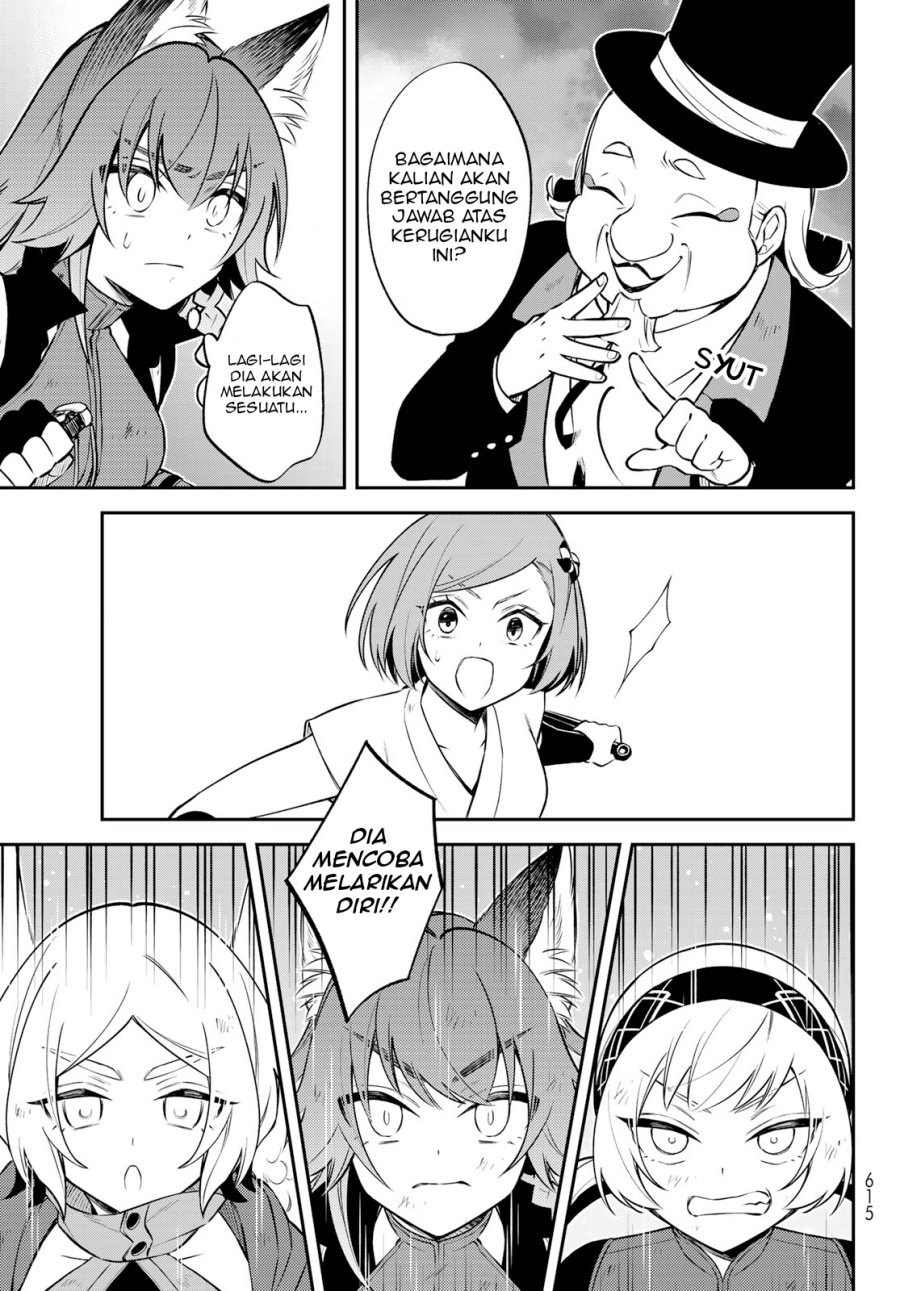 BAGAIMANA
KALIAN AKAN
BERTANGGUNG
JAWAB ATAS
KERUGIANKU
INI?
SYUT
LAGI-LAGI
DIA AKAN
MELAKUKAN
SESUATU...
DIA
MENCOBA
MELARIKAN
DIRI!!
615